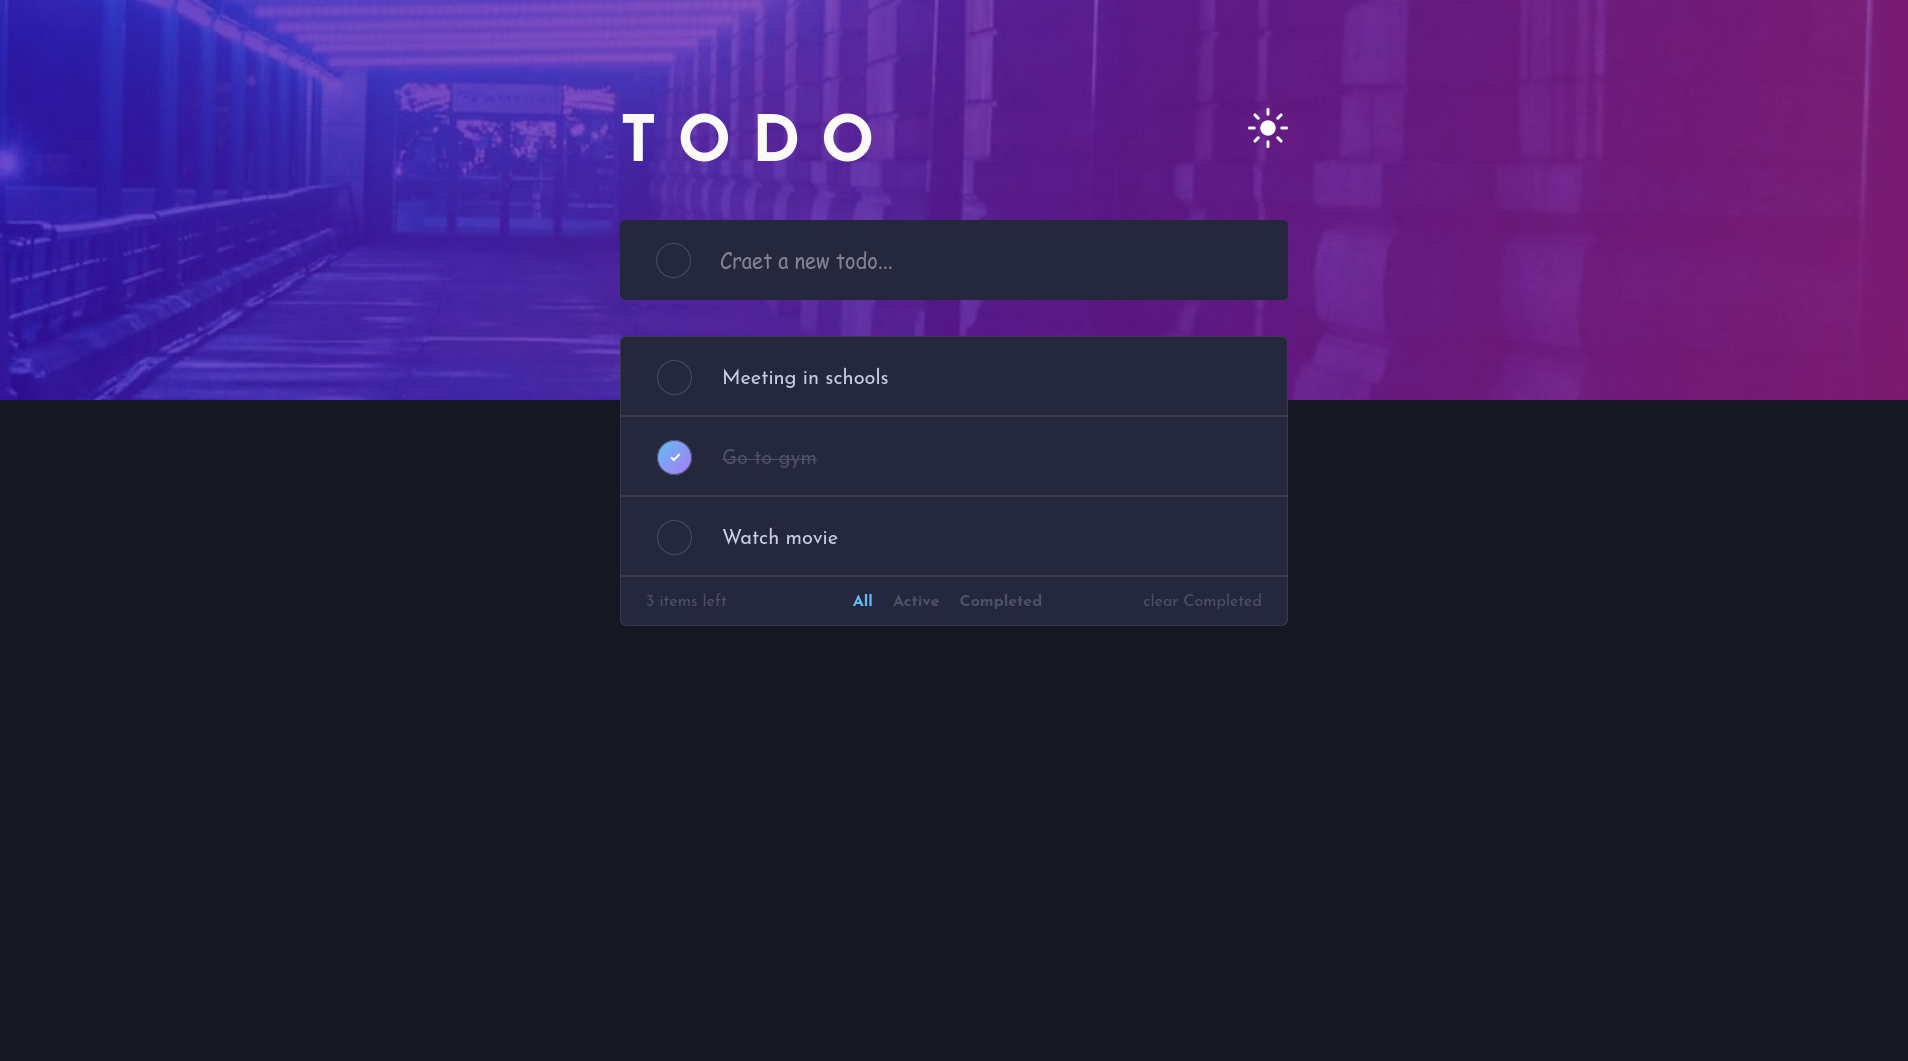 TODO
Craet a new todo...
Meeting in schools
Go to gym
Watch movie
3 items left All Active Completed clear Completed